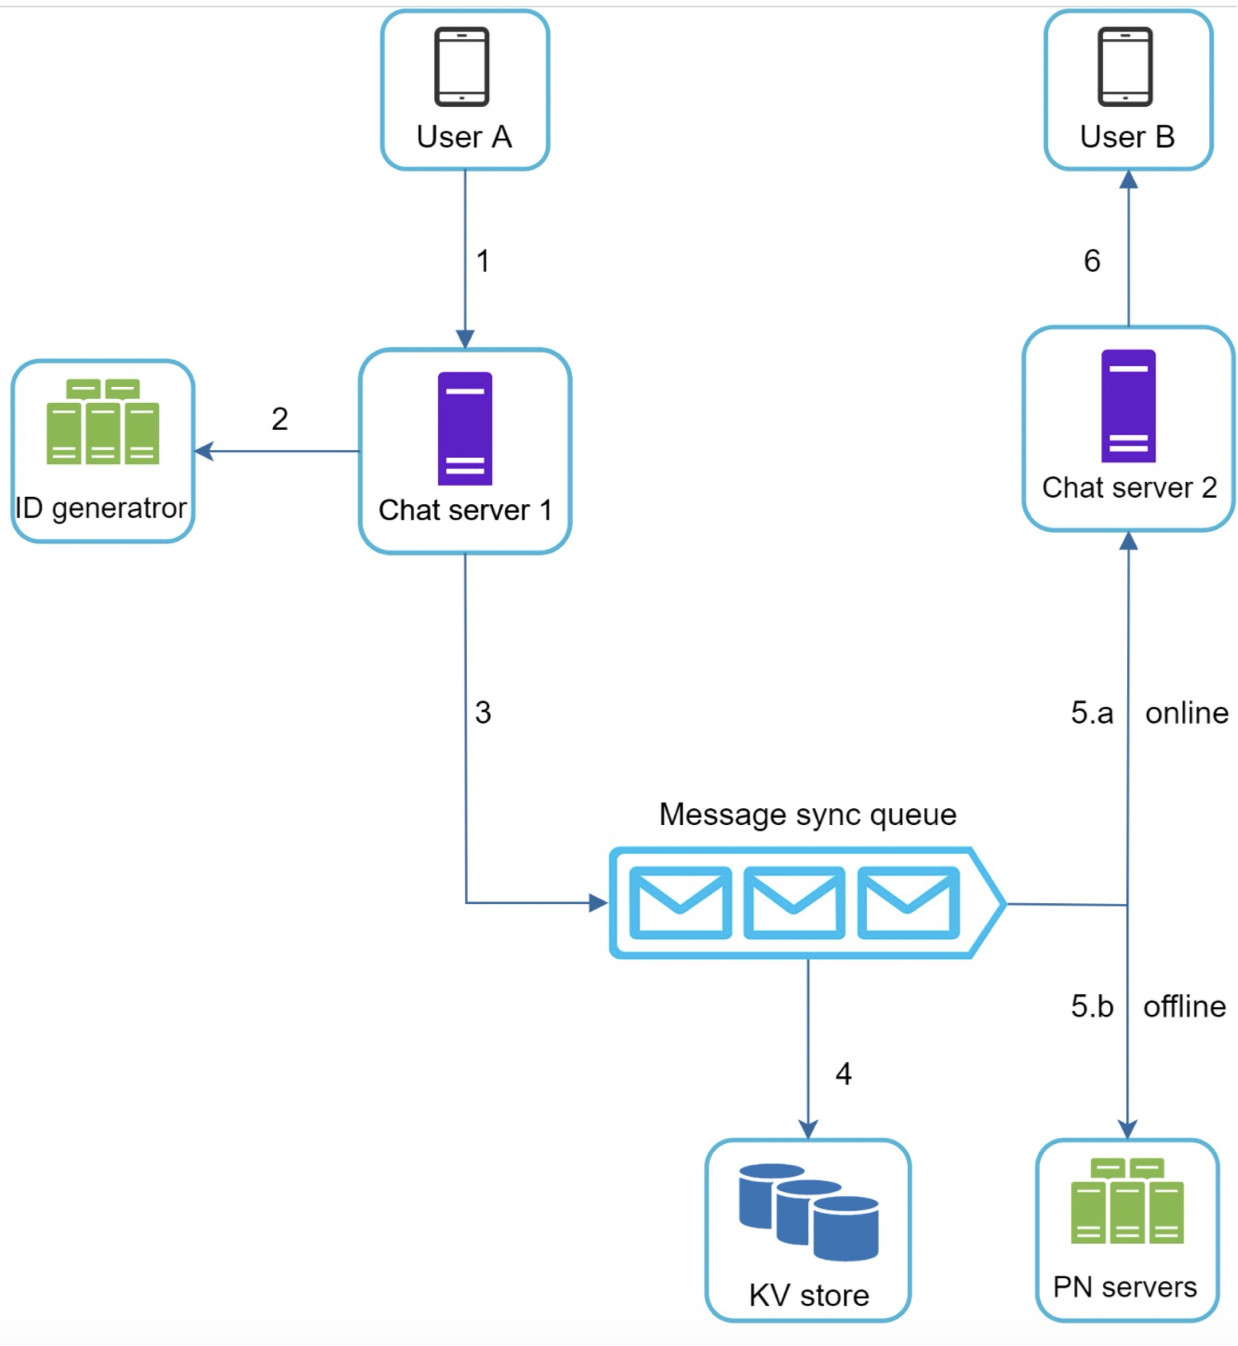 User A
User B
1
6
2
ID generatror
Chat server 1
Chat server 2
3
5.a
online
Message sync queue
5.b
offline
4
KV store
PN servers